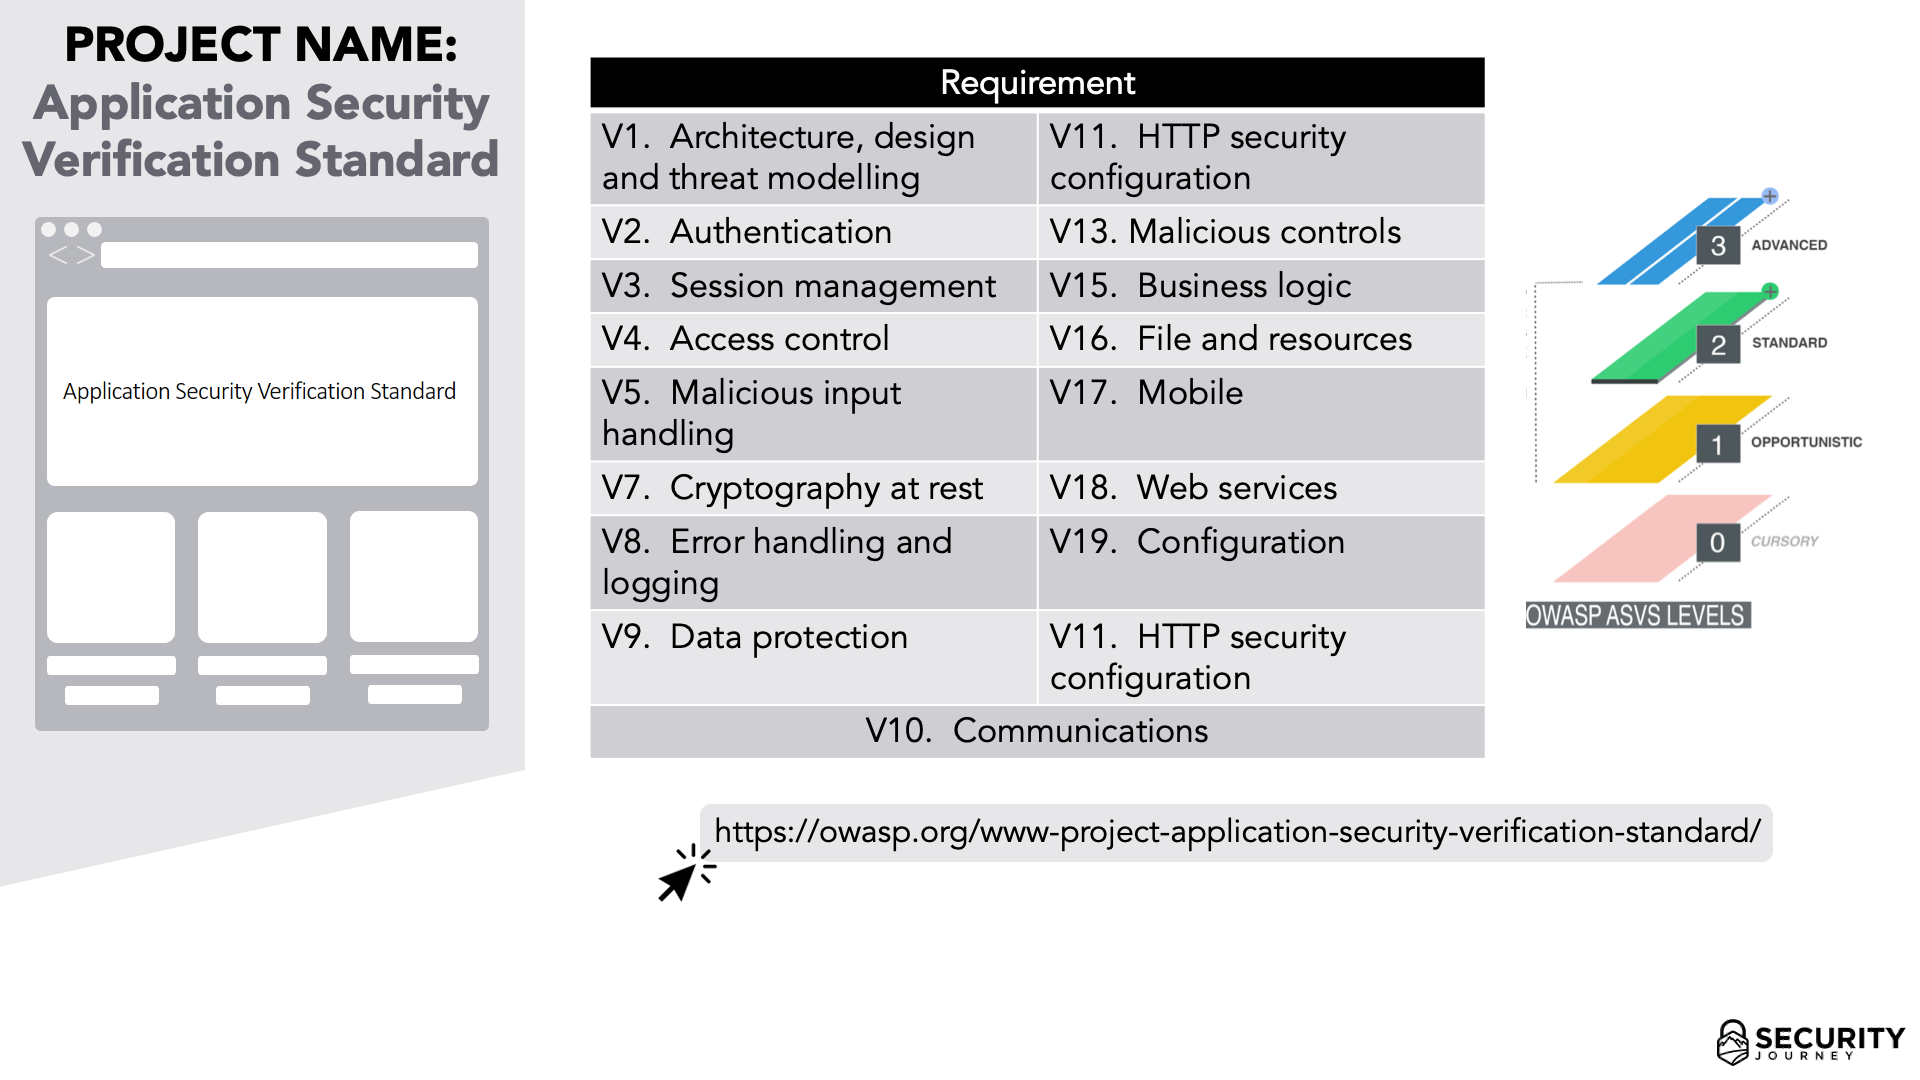 PROJECT NAME:
Application Security
Verification Standard
< >
Application Security Verification Standard
Requirement
V1. Architecture, design
and threat modelling
V11. HTTP security
configuration
V2. Authentication
V13. Malicious controls
V3. Session management
V15. Business logic
V4. Access control
V16. File and resources
V5. Malicious input
handling
V17. Mobile
V7. Cryptography at rest
V18. Web services
V8. Error handling and
logging
V19. Configuration
V9. Data protection
V11. HTTP security
configuration
V10. Communications
3 ADVANCED
2 STANDARD
1 OPPORTUNISTIC
0 CURSORY
OWASP ASVS LEVELS
https://owasp.org/www-project-application-security-verification-standard/
SECURITY
JOURNEY